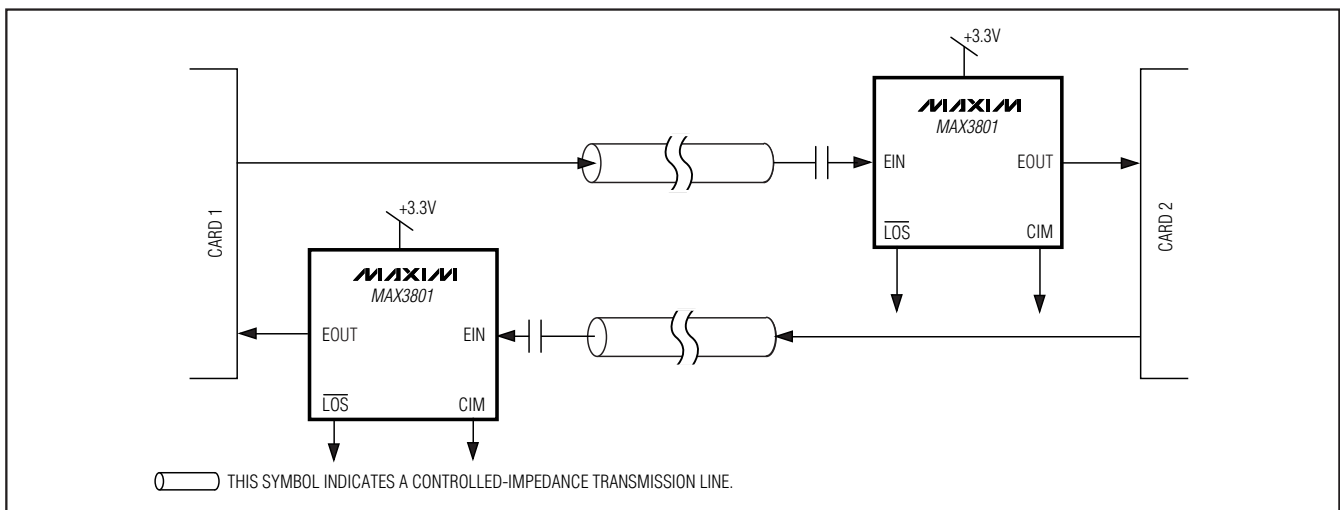 +3.3V
MAXIM
MAX3801
EIN EOUT
LOS CIM
CARD 1
CARD 2
+3.3V
MAXIM
MAX3801
EOUT EIN
LOS CIM
THIS SYMBOL INDICATES A CONTROLLED-IMPEDANCE TRANSMISSION LINE.